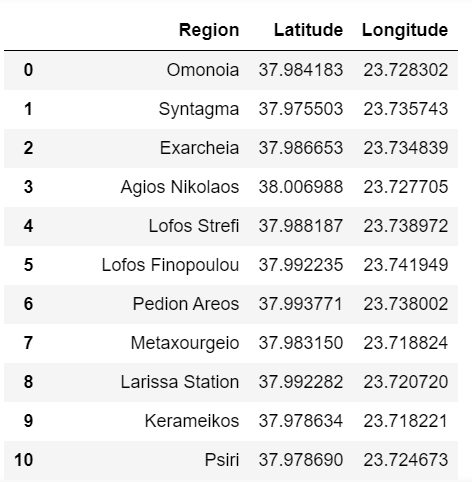 Region Latitude Longitude
0 Omonoia 37.984183 23.728302
1 Syntagma 37.975503 23.735743
2 Exarcheia 37.986653 23.734839
3 Agios Nikolaos 38.006988 23.727705
4 Lofos Strefi 37.988187 23.738972
5 Lofos Finopoulou 37.992235 23.741949
6 Pedion Areos 37.993771 23.738002
7 Metaxourgeio 37.983150 23.718824
8 Larissa Station 37.992282 23.720720
9 Kerameikos 37.978634 23.718221
10 Psiri 37.978690 23.724673